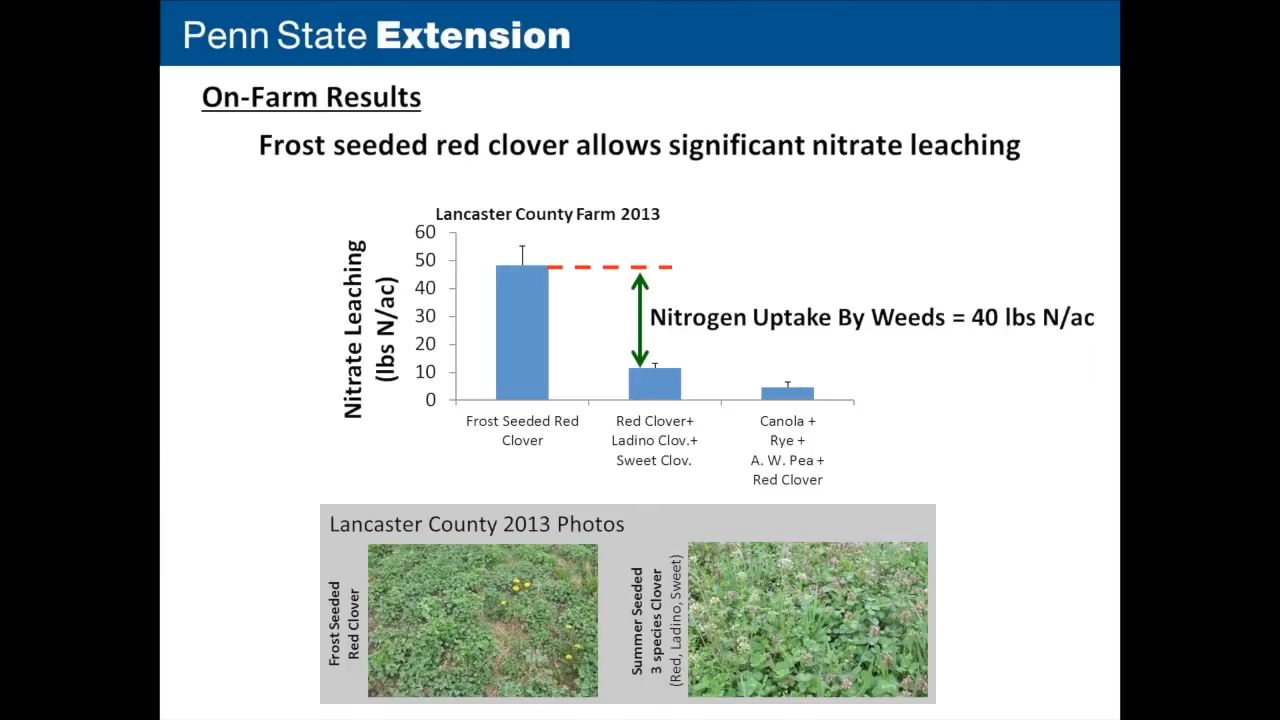 Penn State Extension
On-Farm Results
Frost seeded red clover allows significant nitrate leaching
Lancaster County Farm 2013
Nitrate Leaching
(lbs N/ac)
60
50
40
30
20
10
0
Nitrogen Uptake By Weeds = 40 lbs N/ac
Frost Seeded Red
Clover
Red Clover+
Ladino Clov.+
Sweet Clov.
Canola +
Rye +
A. W. Pea +
Red Clover
Lancaster County 2013 Photos
Frost Seeded
Red Clover
Summer Seeded
3 species Clover
(Red, Ladino, Sweet)